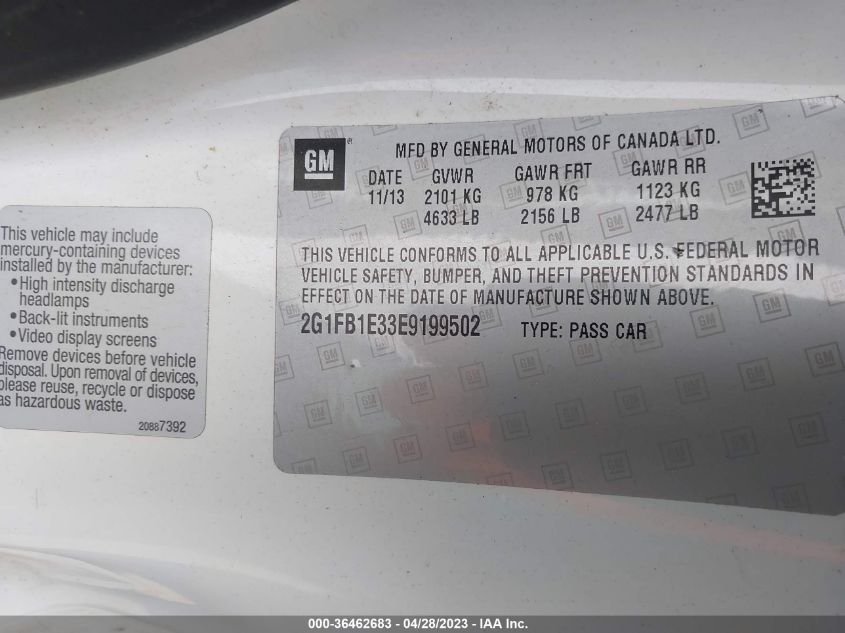 This vehicle may include
mercury-containing devices
installed by the manufacturer:
•High intensity discharge
headlamps
•Back-lit instruments
•Video display screens
Remove devices before vehicle
disposal. Upon removal of devices,
please reuse, recycle or dispose
as hazardous waste.
20887392
GM®
MFD BY GENERAL MOTORS OF CANADA LTD.
DATE GVWR GAWR FRT GAWR RR
11/13 2101 KG 978 KG 1123 KG
4633 LB 2156 LB 2477 LB
THIS VEHICLE CONFORMS TO ALL APPLICABLE U.S. FEDERAL MOTOR
VEHICLE SAFETY, BUMPER, AND THEFT PREVENTION STANDARDS IN
EFFECT ON THE DATE OF MANUFACTURE SHOWN ABOVE.
2G1FB1E33E9199502 TYPE: PASS CAR
000-36462683 - 04/28/2023 - IAA Inc.